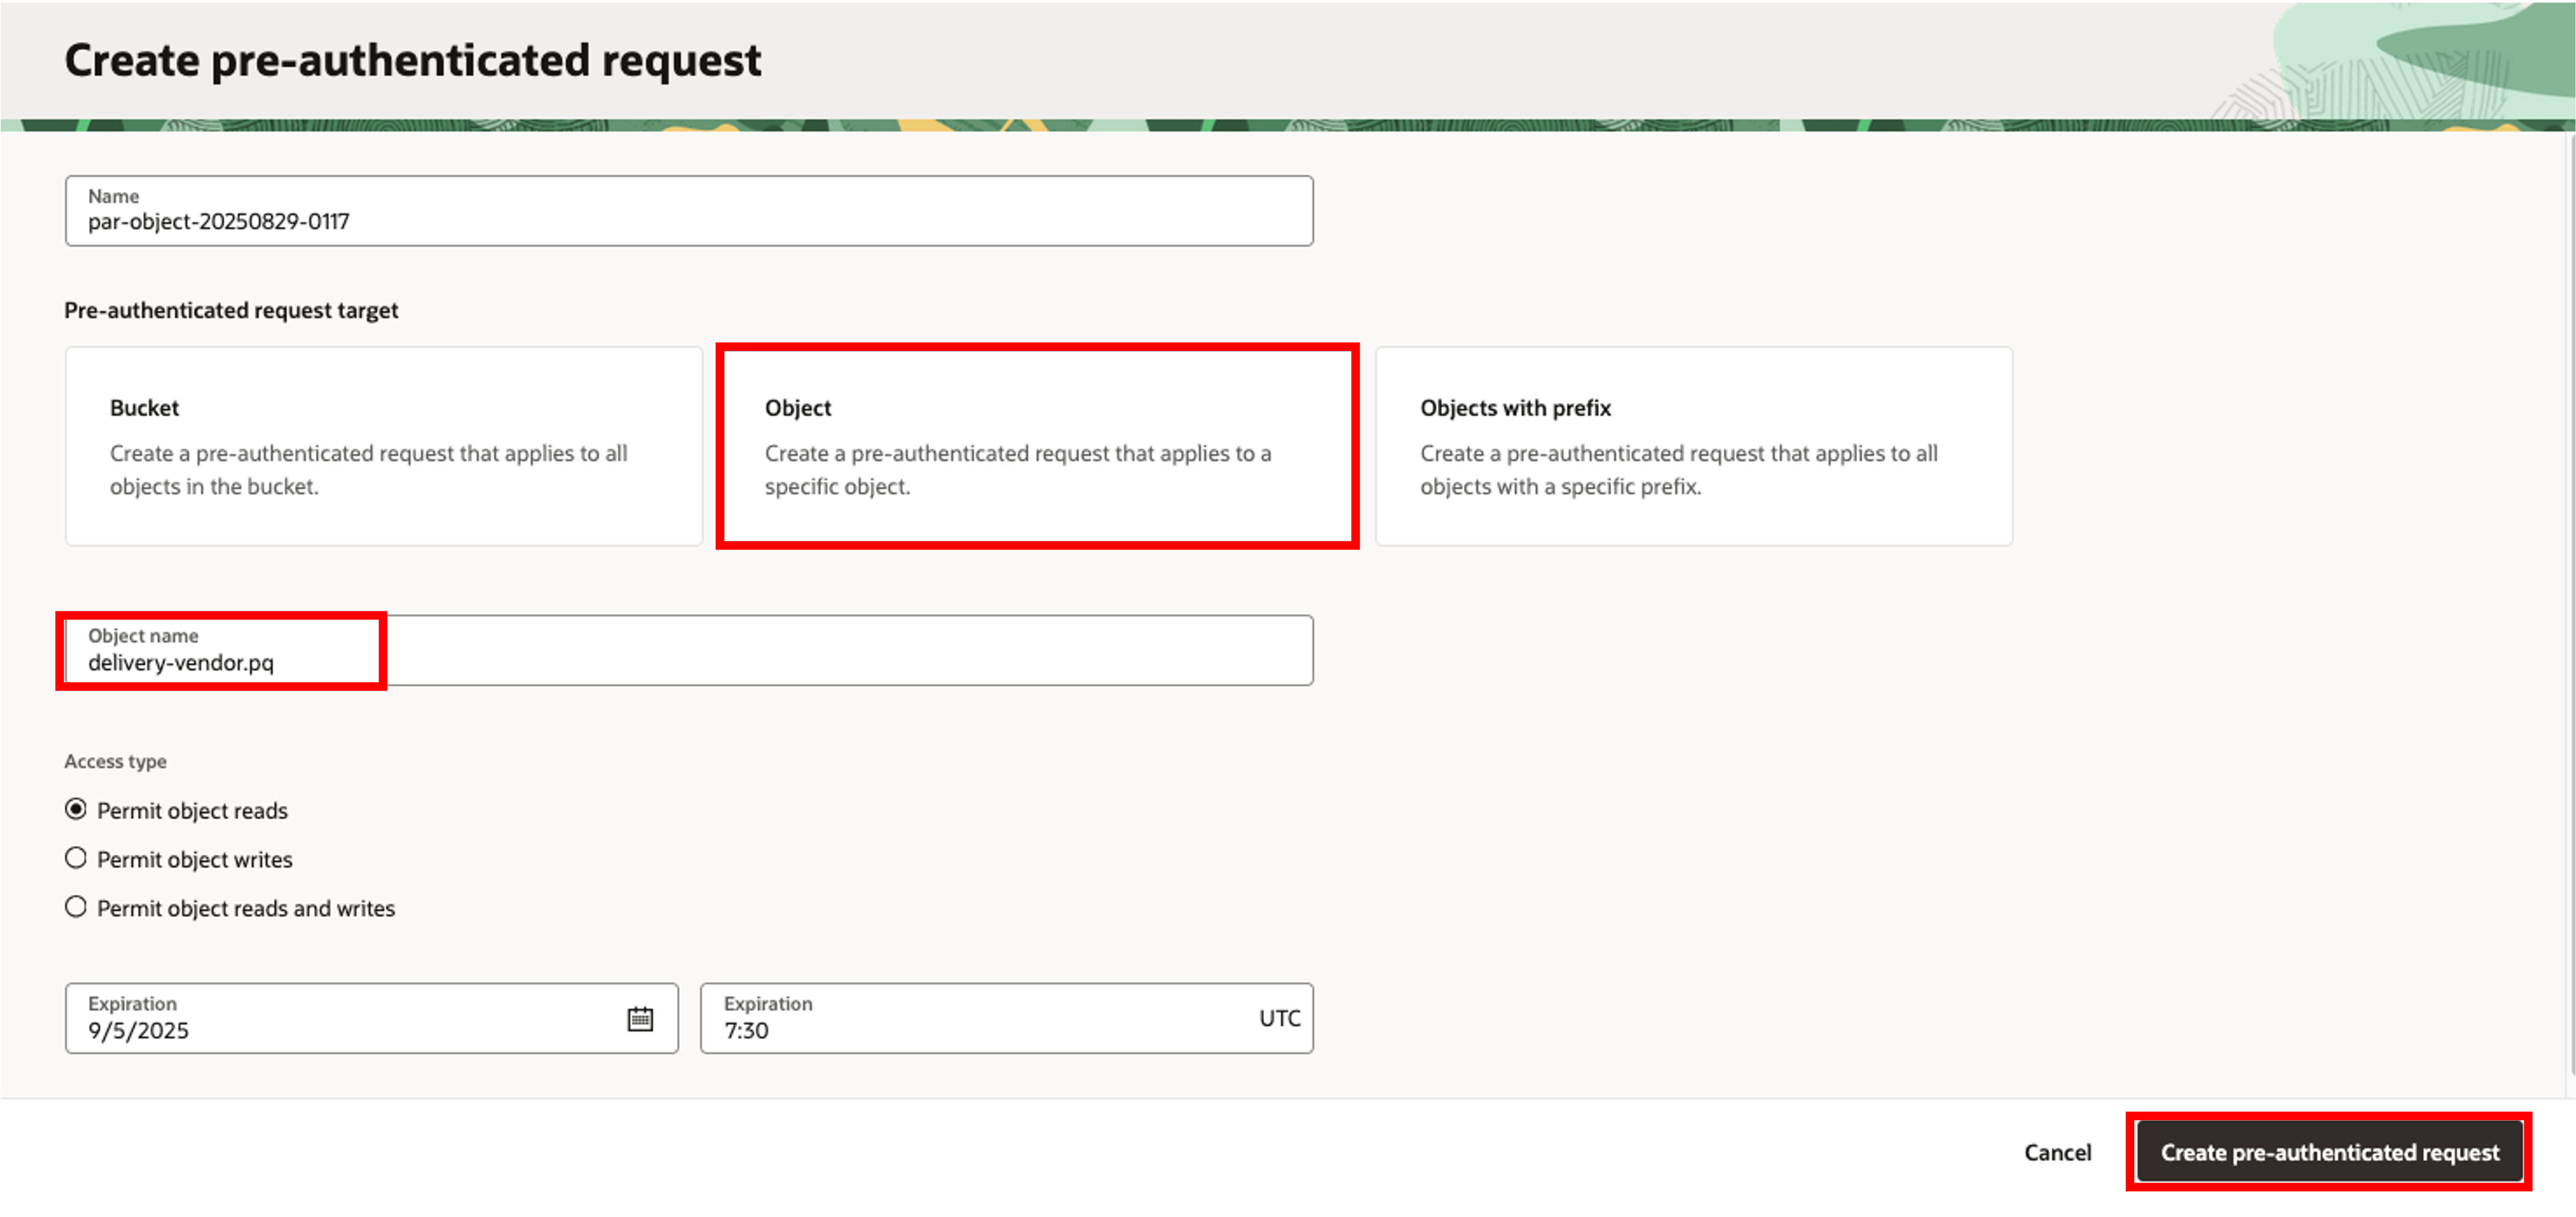 Create pre-authenticated request
Name
par-object-20250829-0117
Pre-authenticated request target
Bucket
Create a pre-authenticated request that applies to all
objects in the bucket.
Object
Create a pre-authenticated request that applies to a
specific object.
Objects with prefix
Create a pre-authenticated request that applies to all
objects with a specific prefix.
Object name
delivery-vendor.pq
Access type
Permit object reads
Permit object writes
Permit object reads and writes
Expiration
9/5/2025
Expiration
7:30
UTC
Cancel
Create pre-authenticated request